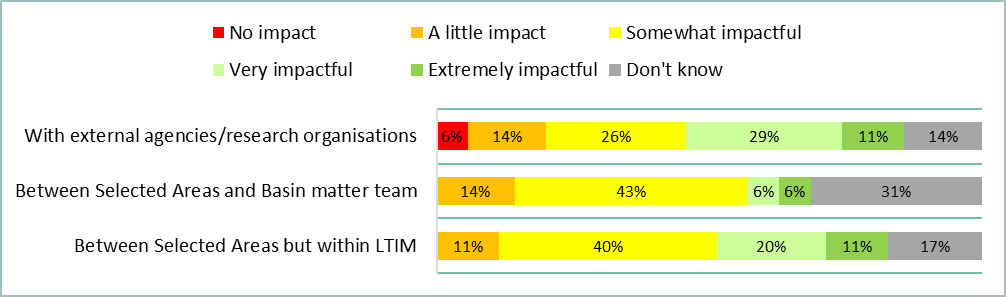 No impact A little impact Somewhat impactful
Very impactful Extremely impactful Don't know
With external agencies/research organisations 6% 14% 26% 29% 11% 14%
Between Selected Areas and Basin matter team 14% 43% 6% 6% 31%
Between Selected Areas but within LTIM 11% 40% 20% 11% 17%